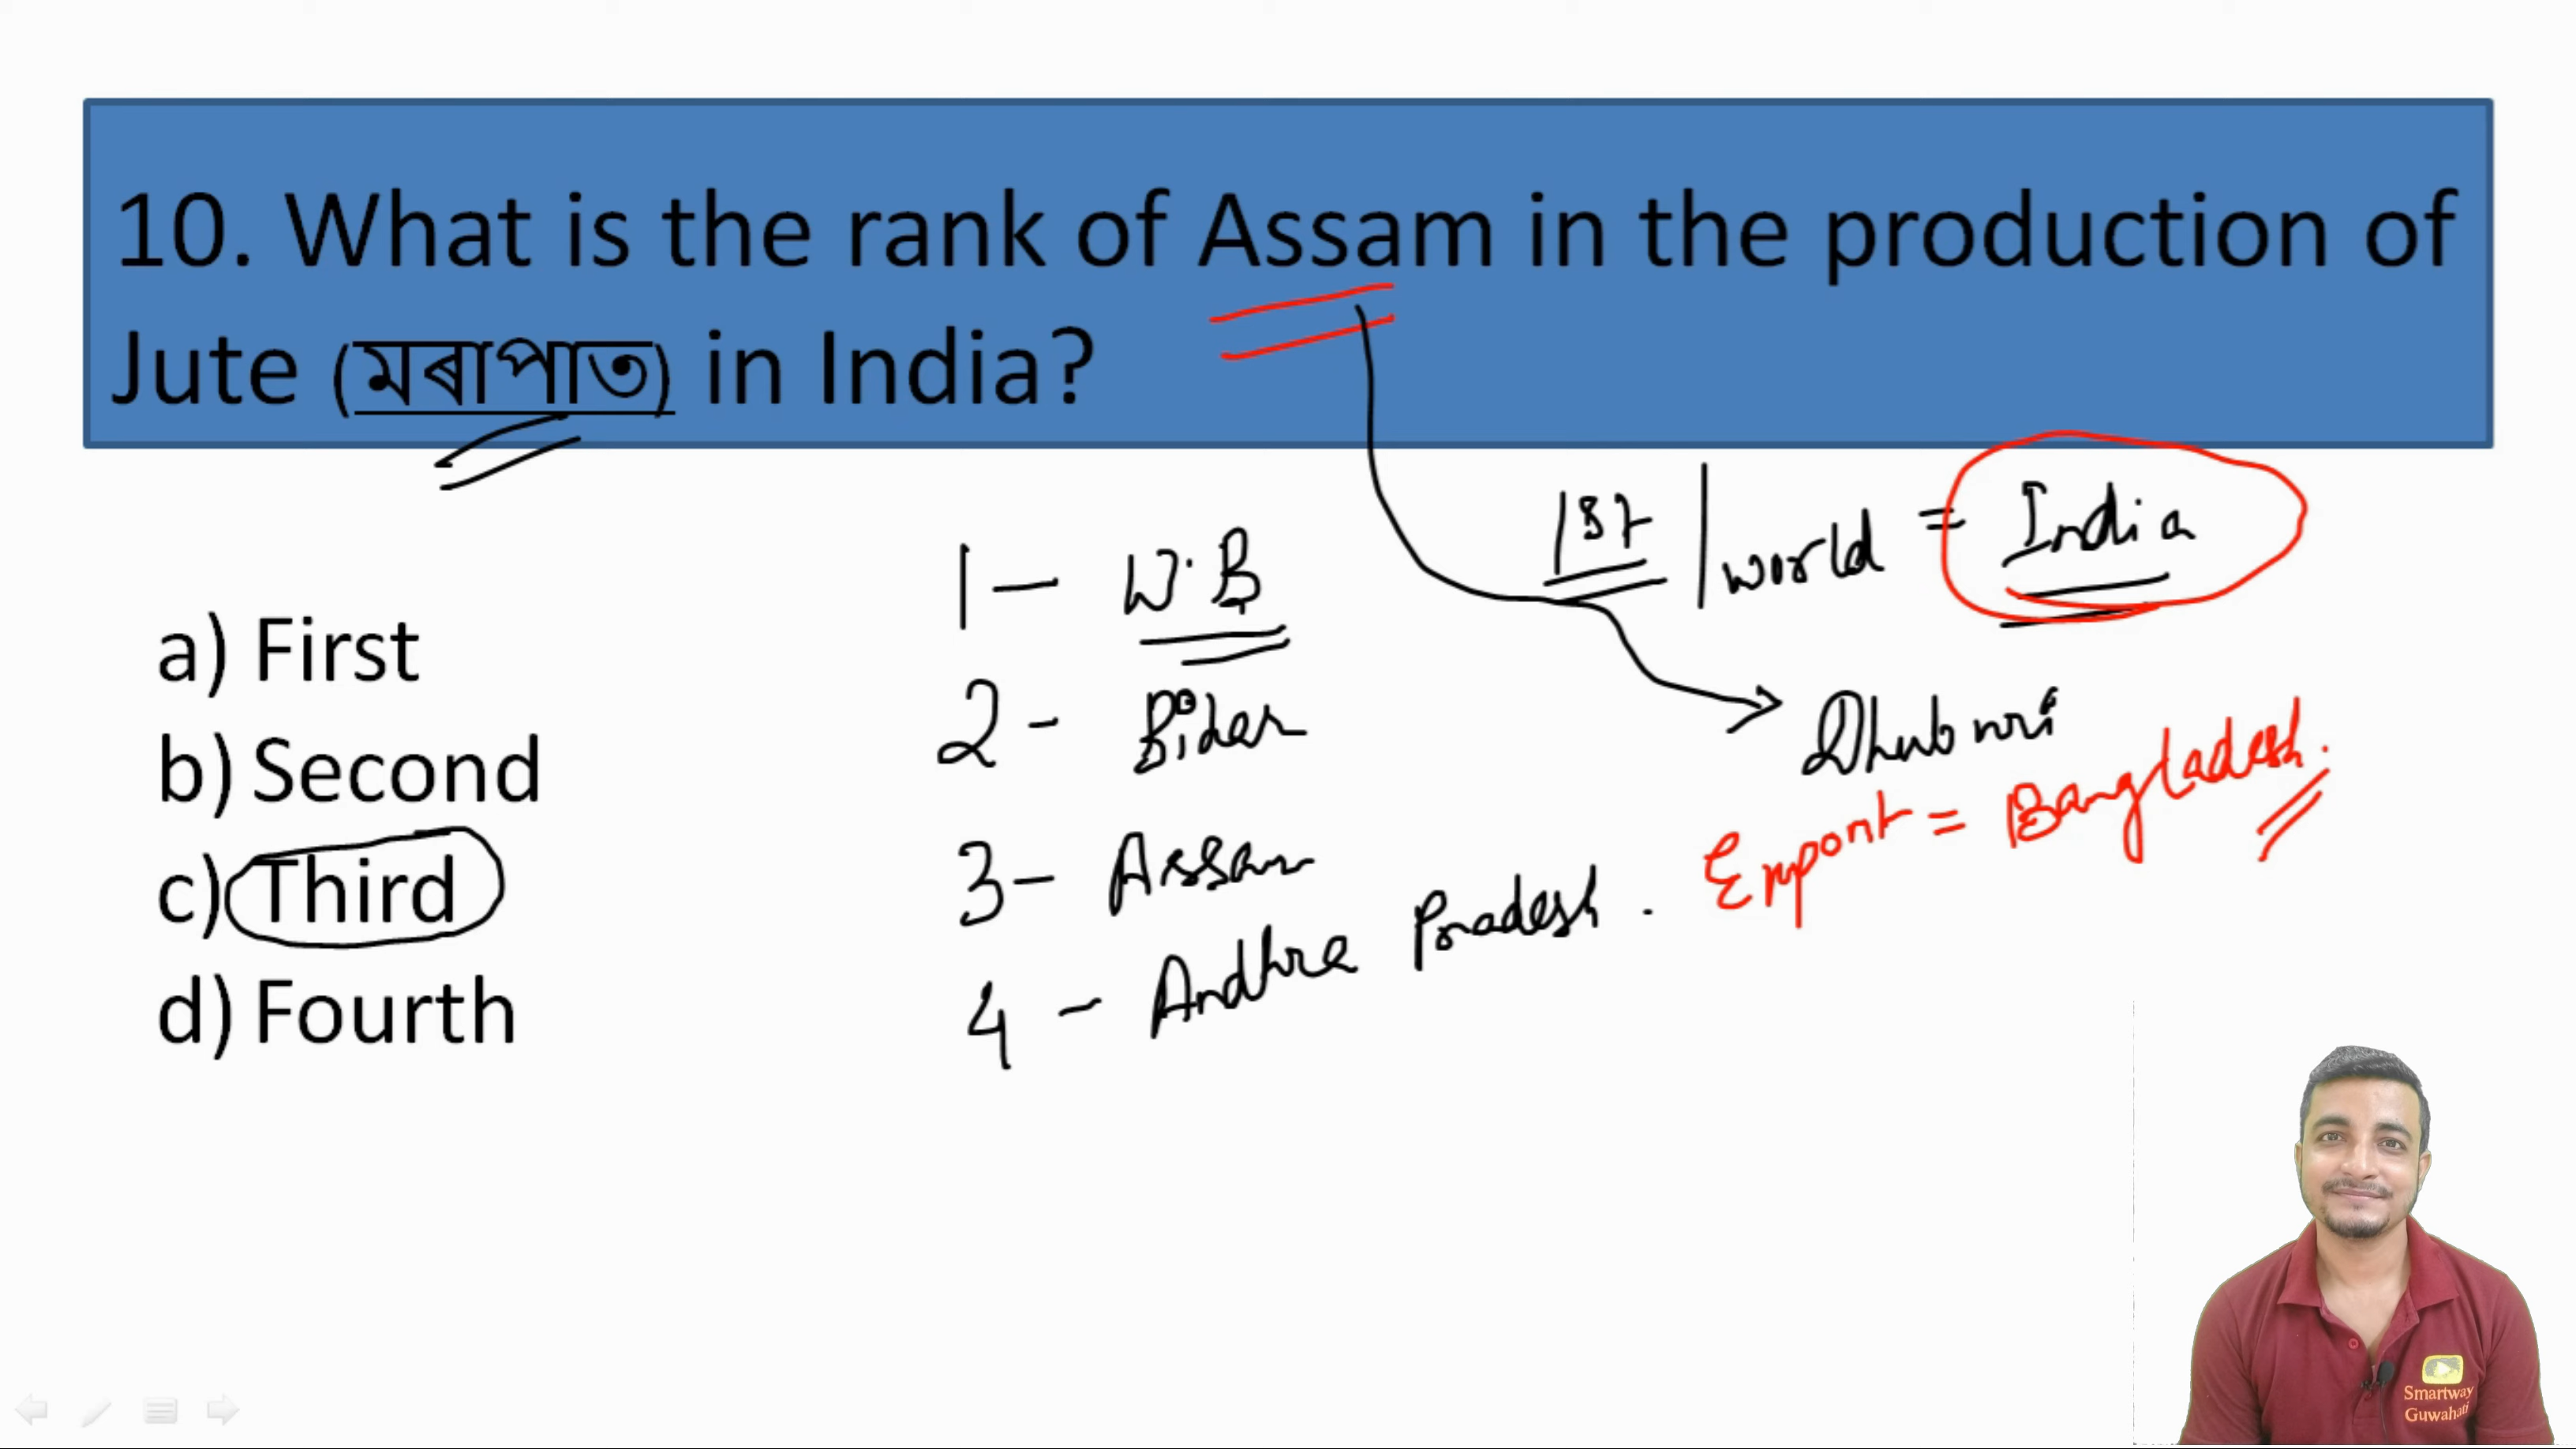 10. What is the rank of Assam in the production of
Jute (মৰাপাত) in India?
a) First
b) Second
c) Third
d) Fourth
1 - W.B
2 - Bihar
3 - Assam
4 - Andhra Pradesh.
1st | world = India
Dhubri
Export = Bangladesh.
Smartway
Guwahati